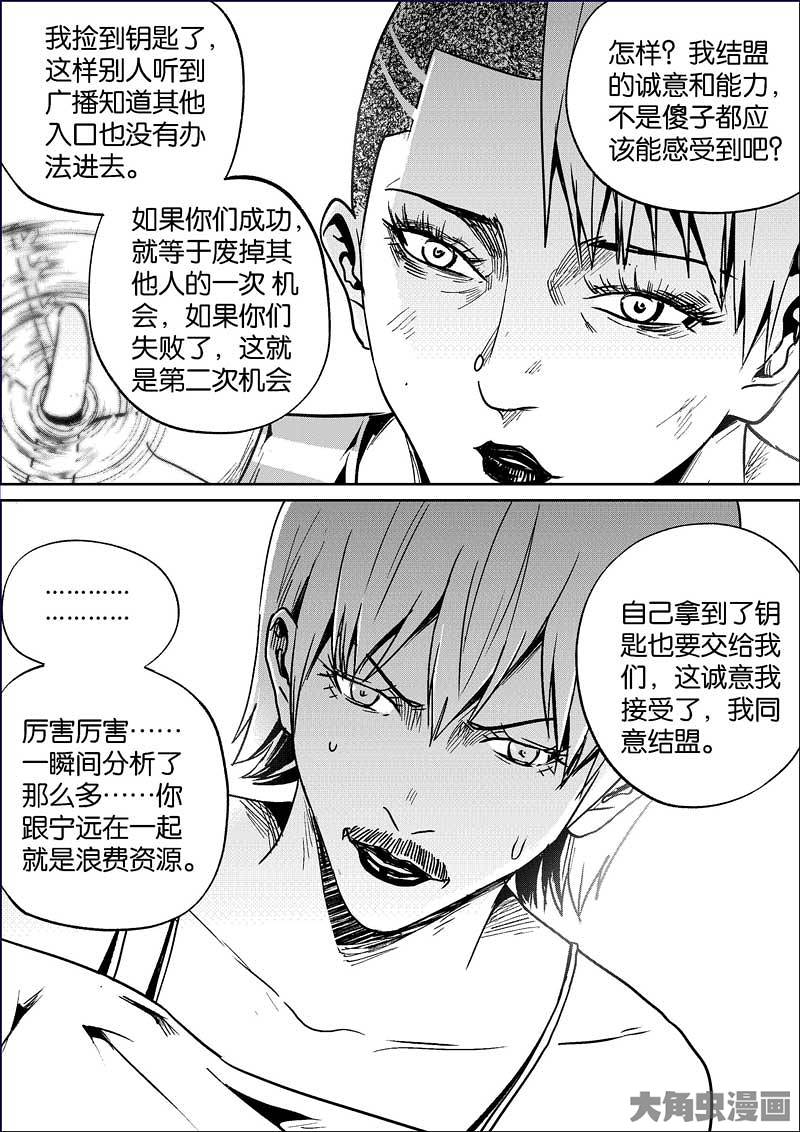 我捡到钥匙了，
这样别人听到
广播知道其他
入口也没有办
法进去。
如果你们成功，
就等于废掉其
他人的一次 机
会，如果你们
失败了，这就
是第二次机会
怎样？我结盟
的诚意和能力，
不是傻子都应
该能感受到吧？
…………
…………
厉害厉害……
一瞬间分析了
那么多……你
跟宁远在一起
就是浪费资源。
自己拿到了钥
匙也要交给我
们，这诚意我
接受了，我同
意结盟。
大角虫漫画